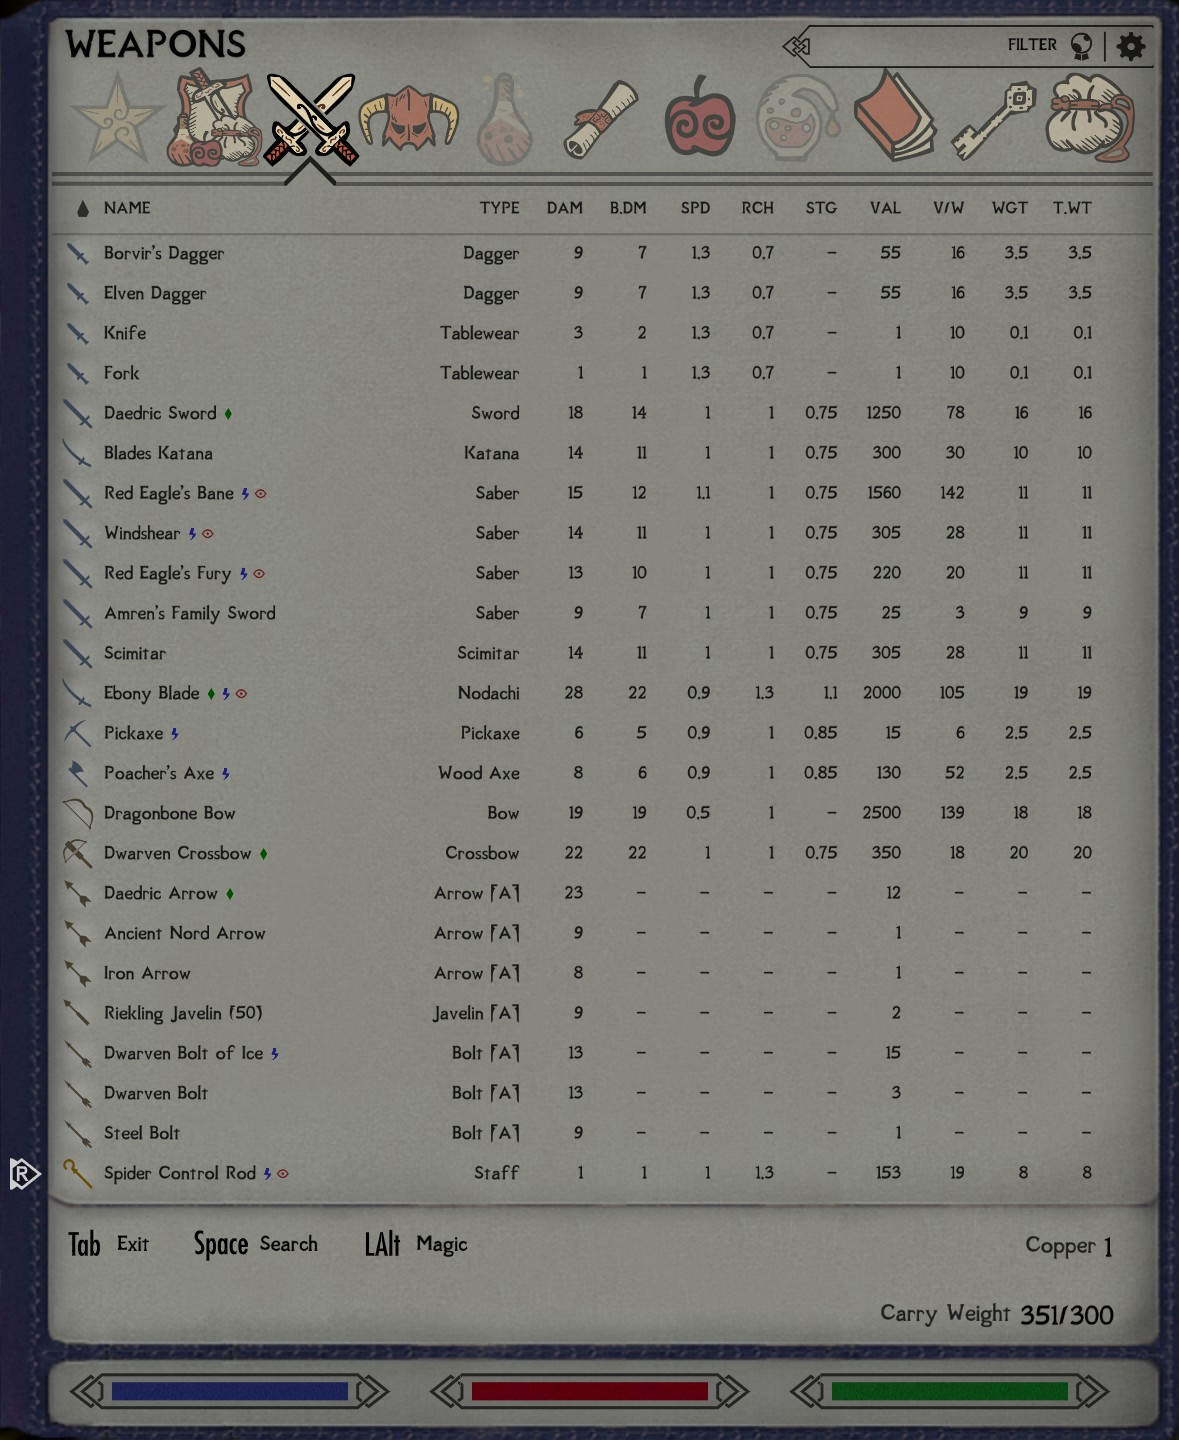 WEAPONS
FILTER
NAME TYPE DAM B.DM SPD RCH STG VAL V/W WGT T.WT
Borvir's Dagger Dagger 9 7 1.3 0.7 – 55 16 3.5 3.5
Elven Dagger Dagger 9 7 1.3 0.7 – 55 16 3.5 3.5
Knife Tablewear 3 2 1.3 0.7 – 1 10 0.1 0.1
Fork Tablewear 1 1 1.3 0.7 – 1 10 0.1 0.1
Daedric Sword Sword 18 14 1 1 0.75 1250 78 16 16
Blades Katana Katana 14 11 1 1 0.75 300 30 10 10
Red Eagle's Bane Saber 15 12 1.1 1 0.75 1560 142 11 11
Windshear Saber 14 11 1 1 0.75 305 28 11 11
Red Eagle's Fury Saber 13 10 1 1 0.75 220 20 11 11
Amren's Family Sword Saber 9 7 1 1 0.75 25 3 9 9
Scimitar Scimitar 14 11 1 1 0.75 305 28 11 11
Ebony Blade Nodachi 28 22 0.9 1.3 1.1 2000 105 19 19
Pickaxe Pickaxe 6 5 0.9 1 0.85 15 6 2.5 2.5
Poacher's Axe Wood Axe 8 6 0.9 1 0.85 130 52 2.5 2.5
Dragonbone Bow Bow 19 19 0.5 1 – 2500 139 18 18
Dwarven Crossbow Crossbow 22 22 1 1 0.75 350 18 20 20
Daedric Arrow Arrow [A] 23 – – – – 12 – – –
Ancient Nord Arrow Arrow [A] 9 – – – – 1 – – –
Iron Arrow Arrow [A] 8 – – – – 1 – – –
Riekling Javelin (50) Javelin [A] 9 – – – – 2 – – –
Dwarven Bolt of Ice Bolt [A] 13 – – – – 15 – – –
Dwarven Bolt Bolt [A] 13 – – – – 3 – – –
Steel Bolt Bolt [A] 9 – – – – 1 – – –
R Spider Control Rod Staff 1 1 1 1.3 – 153 19 8 8
Tab Exit Space Search LAlt Magic Copper 1
Carry Weight 351/300